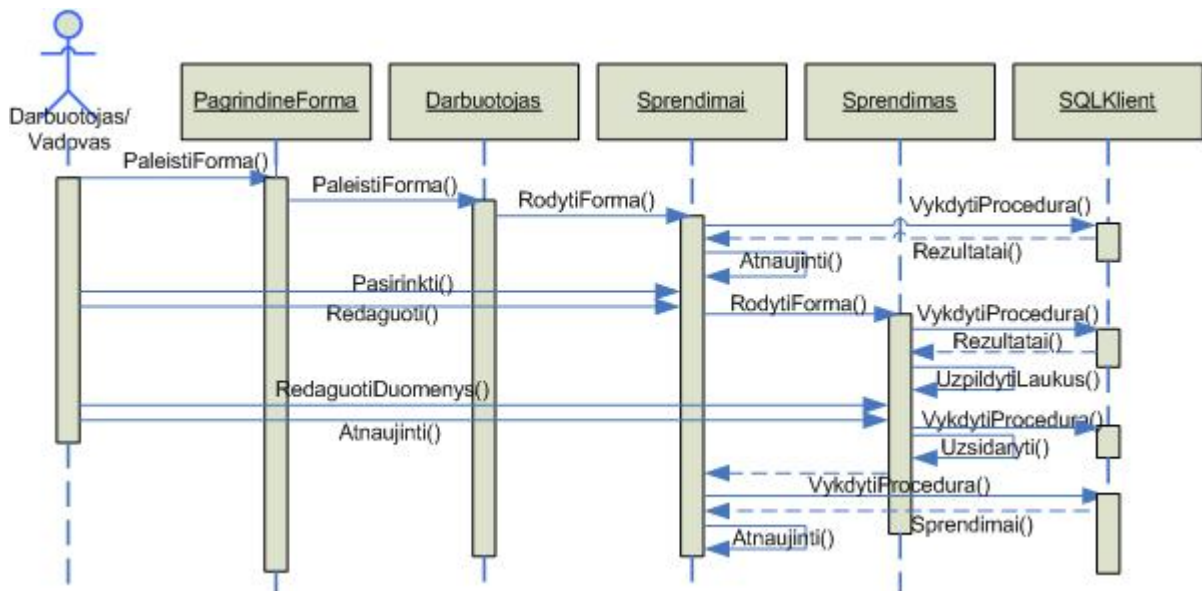 Darbuotojas/
Vadovas
PagrindineForma
Darbuotojas
Sprendimai
Sprendimas
SQLKlient
PaleistiForma()
PaleistiForma()
RodytiForma()
VykdytiProcedura()
Rezultatai()
Atnaujinti()
Pasirinkti()
Redaguoti()
RodytiForma()
VykdytiProcedura()
Rezultatai()
UzpildytiLaukus()
RedaguotiDuomenys()
Atnaujinti()
VykdytiProcedura()
Uzsidaryti()
VykdytiProcedura()
Sprendimai()
Atnaujinti()